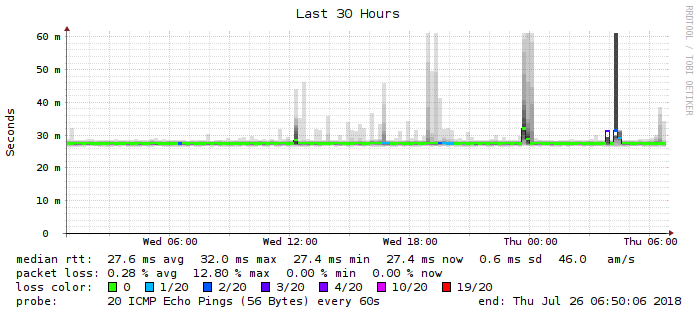 Last 30 Hours
RRDTOOL / TOBI OETIKER
Seconds
60 m
50 m
40 m
30 m
20 m
10 m
0
Wed 06:00 Wed 12:00 Wed 18:00 Thu 00:00 Thu 06:00
median rtt: 27.6 ms avg 32.0 ms max 27.4 ms min 27.4 ms now 0.6 ms sd 46.0 am/s
packet loss: 0.28 % avg 12.80 % max 0.00 % min 0.00 % now
loss color: 0 1/20 2/20 3/20 4/20 10/20 19/20
probe: 20 ICMP Echo Pings (56 Bytes) every 60s end: Thu Jul 26 06:50:06 2018